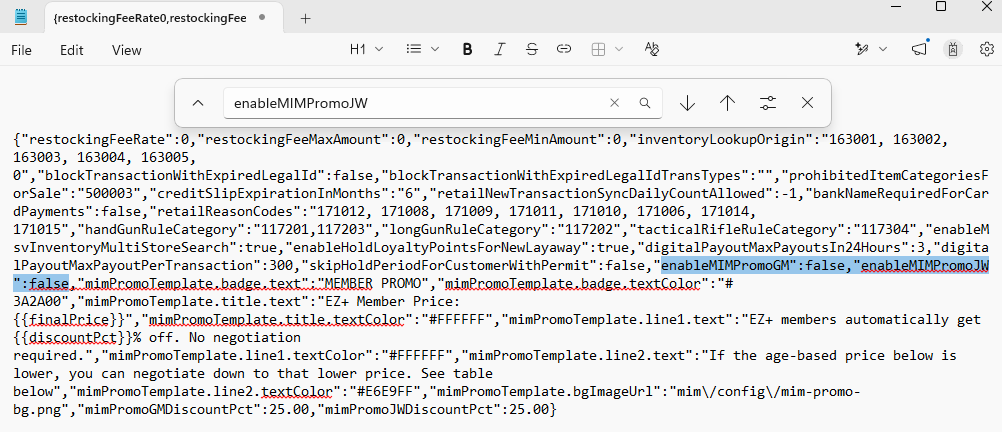 {restockingFeeRate0,restockingFee
File Edit View H1
enableMIMPromoJW
{"restockingFeeRate":0,"restockingFeeMaxAmount":0,"restockingFeeMinAmount":0,"inventoryLookupOrigin":"163001, 163002,
163003, 163004, 163005,
0","blockTransactionWithExpiredLegalId":false,"blockTransactionWithExpiredLegalIdTransTypes":"","prohibitedItemCategoriesF
orSale":"500003","creditSlipExpirationInMonths":"6","retailNewTransactionSyncDailyCountAllowed":-1,"bankNameRequiredForCar
dPayments":false,"retailReasonCodes":"171012, 171008, 171009, 171011, 171010, 171006, 171014,
171015","handGunRuleCategory":"117201,117203","longGunRuleCategory":"117202","tacticalRifleRuleCategory":"117304","enableM
svInventoryMultiStoreSearch":true,"enableHoldLoyaltyPointsForNewLayaway":true,"digitalPayoutMaxPayoutsIn24Hours":3,"digita
lPayoutMaxPayoutPerTransaction":300,"skipHoldPeriodForCustomerWithPermit":false,"enableMIMPromoGM":false,"enableMIMPromoJW
":false,"mimPromoTemplate.badge.text":"MEMBER PROMO","mimPromoTemplate.badge.textColor":"#
3A2A00","mimPromoTemplate.title.text":"EZ+ Member Price:
{{finalPrice}}","mimPromoTemplate.title.textColor":"#FFFFFF","mimPromoTemplate.line1.text":"EZ+ members automatically get
{{discountPct}}% off. No negotiation
required.","mimPromoTemplate.line1.textColor":"#FFFFFF","mimPromoTemplate.line2.text":"If the age-based price below is
lower, you can negotiate down to that lower price. See table
below","mimPromoTemplate.line2.textColor":"#E6E9FF","mimPromoTemplate.bgImageUrl":"mim\/config\/mim-promo-
bg.png","mimPromoGMDiscountPct":25.00,"mimPromoJWDiscountPct":25.00}